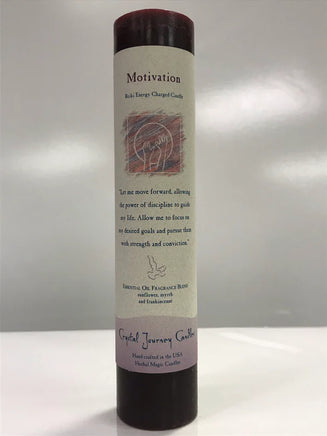 Motivation
Reiki Energy Charged Candle
"Let me move forward, allowing
the power of discipline to guide
my life. Allow me to focus on
my desired goals and pursue them
with strength and conviction."
Essential Oil Fragrance Blend
sunflower, myrrh
and frankincense
Crystal Journey Candles
Handcrafted in the USA
Herbal Magic Candles